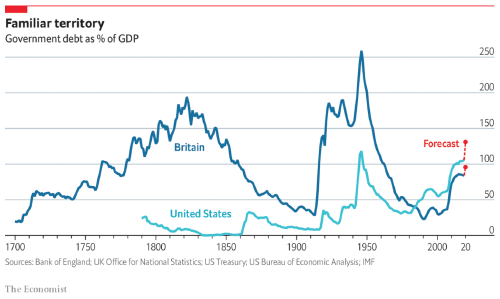 Familiar territory
Government debt as % of GDP
250
200
150
Britain
Forecast
100
United States
50
0
1700 1750 1800 1850 1900 1950 2000 20
Sources: Bank of England; UK Office for National Statistics; US Treasury; US Bureau of Economic Analysis; IMF
The Economist